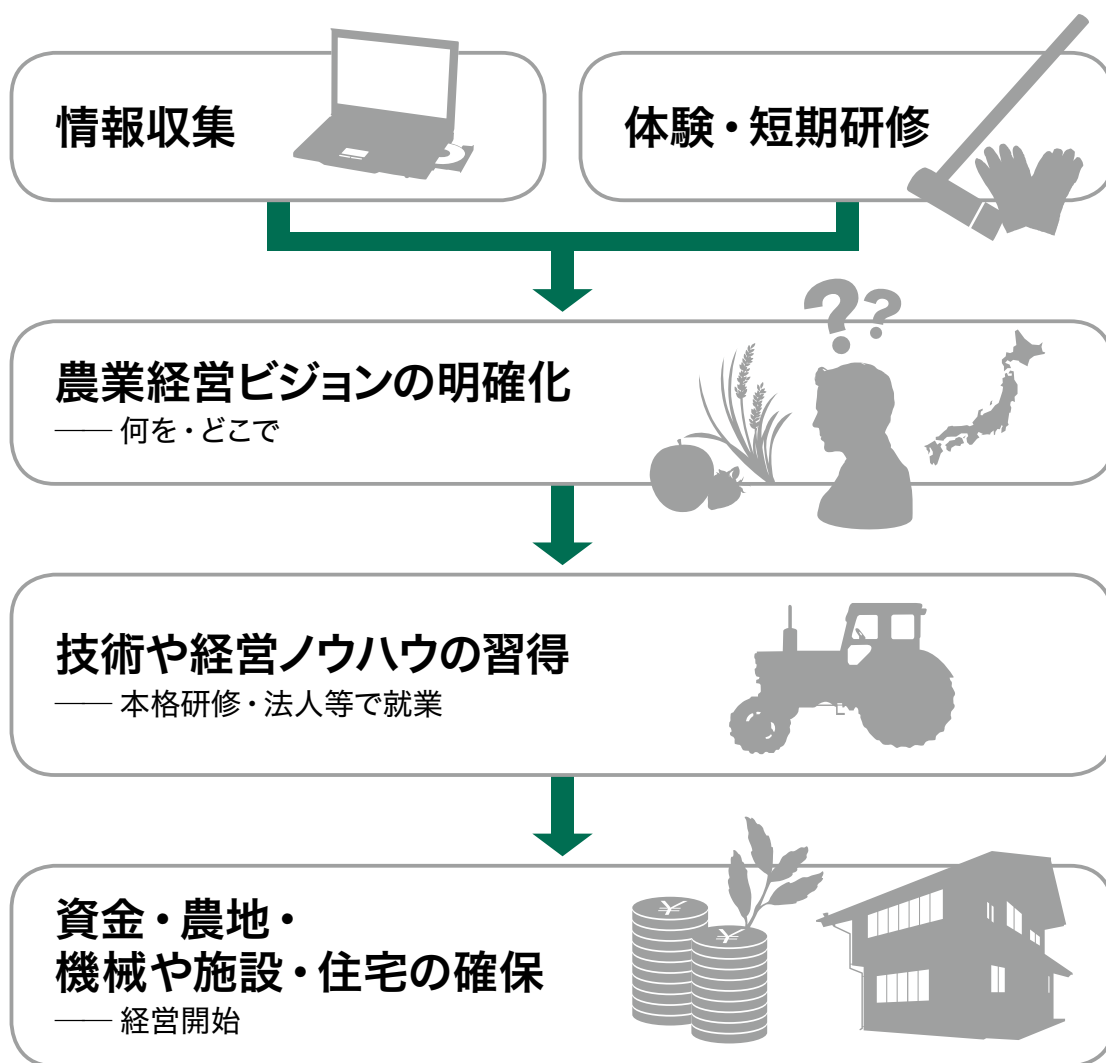 情報収集
体験・短期研修
??
農業経営ビジョンの明確化
── 何を・どこで
技術や経営ノウハウの習得
── 本格研修・法人等で就業
¥
¥
資金・農地・
機械や施設・住宅の確保
── 経営開始